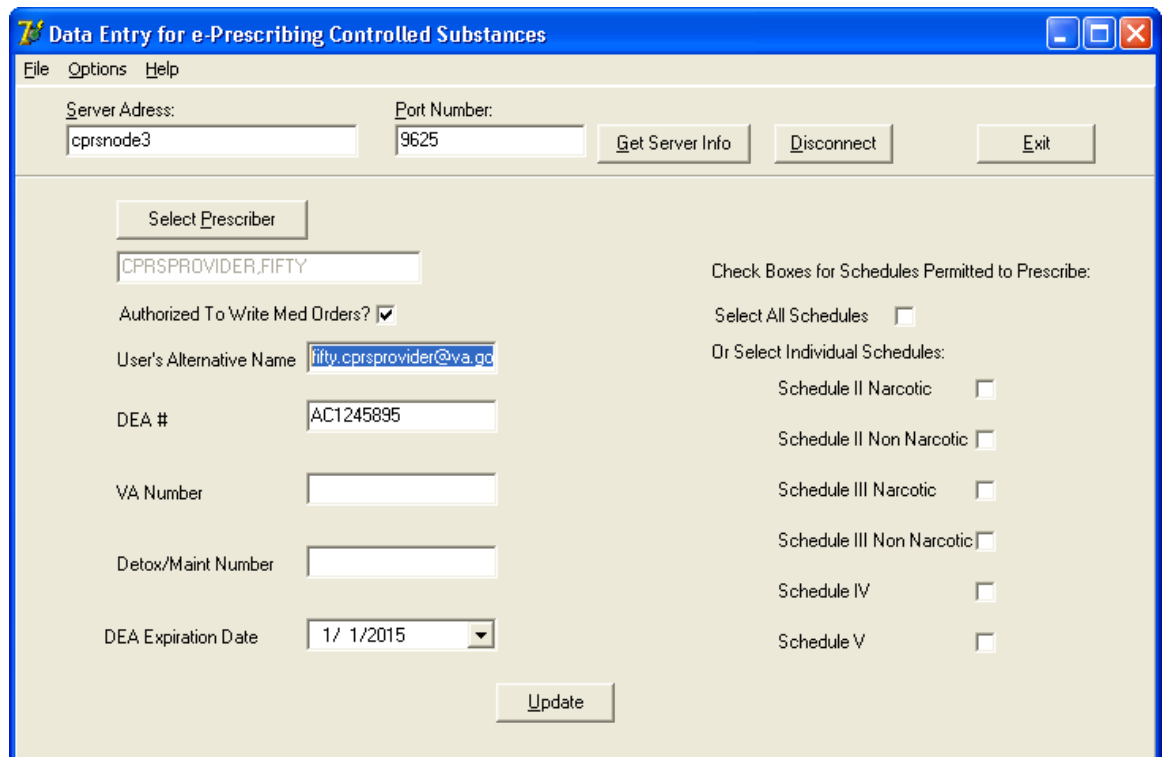 Data Entry for e-Prescribing Controlled Substances
File Options Help
Server Adress: Port Number:
cprsnode3 9625 Get Server Info Disconnect Exit
Select Prescriber
CPRSPROVIDER,FIFTY
Check Boxes for Schedules Permitted to Prescribe:
Authorized To Write Med Orders? Select All Schedules
User's Alternative Name fifty.cprsprovider@va.go Or Select Individual Schedules:
Schedule II Narcotic
DEA # AC1245895
Schedule II Non Narcotic
VA Number Schedule III Narcotic
Schedule III Non Narcotic
Detox/Maint Number
Schedule IV
DEA Expiration Date 1/ 1/2015 Schedule V
Update